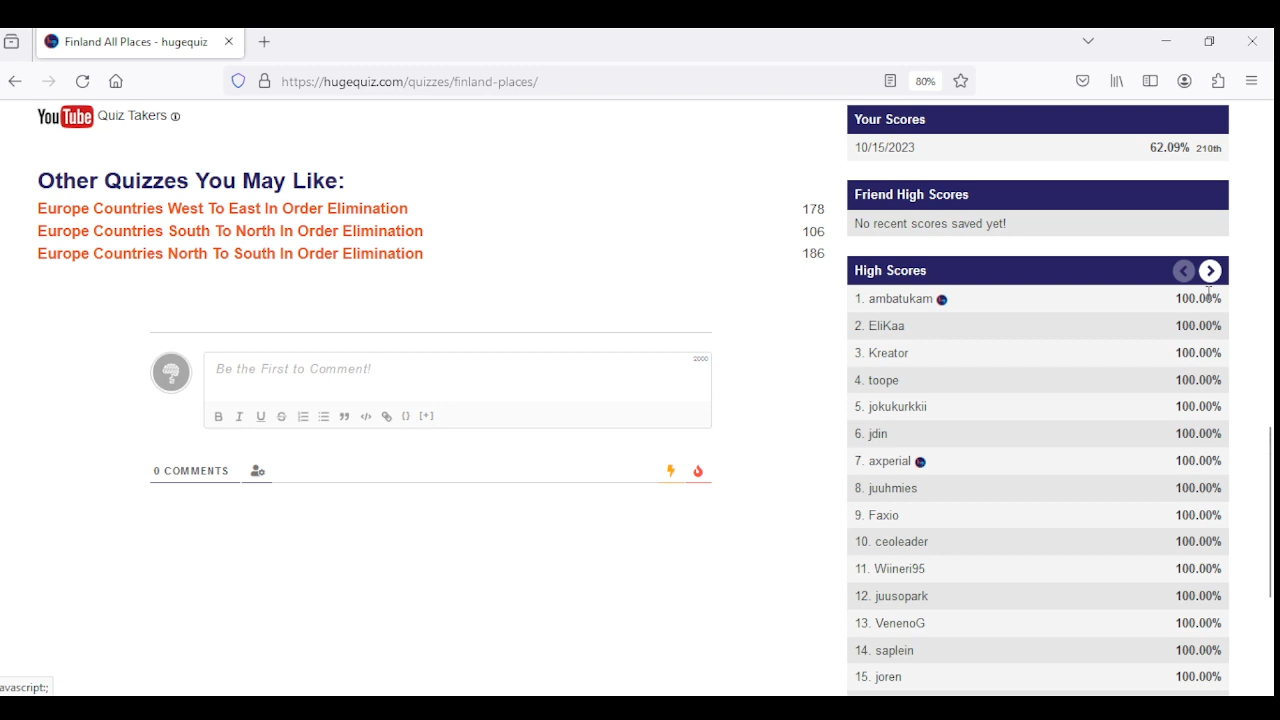 Finland All Places - hugequiz
https://hugequiz.com/quizzes/finland-places/
80%
YouTube Quiz Takers
Other Quizzes You May Like:
Europe Countries West To East In Order Elimination 178
Europe Countries South To North In Order Elimination 106
Europe Countries North To South In Order Elimination 186
2000
Be the First to Comment!
B I U S
0 COMMENTS
Your Scores
10/15/2023 62.09% 210th
Friend High Scores
No recent scores saved yet!
High Scores
1. ambatukam 100.00%
2. EliKaa 100.00%
3. Kreator 100.00%
4. toope 100.00%
5. jokukurkkii 100.00%
6. jdin 100.00%
7. axperial 100.00%
8. juuhmies 100.00%
9. Faxio 100.00%
10. ceoleader 100.00%
11. Wiineri95 100.00%
12. juusopark 100.00%
13. VenenoG 100.00%
14. saplein 100.00%
15. joren 100.00%
avascript:;